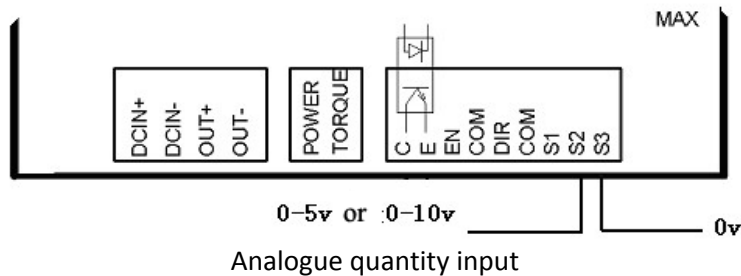 MAX
DCIN+
DCIN-
OUT+
OUT-
POWER
TORQUE
C
E
EN
COM
DIR
COM
S1
S2
S3
0-5v or :0-10v
0v
Analogue quantity input